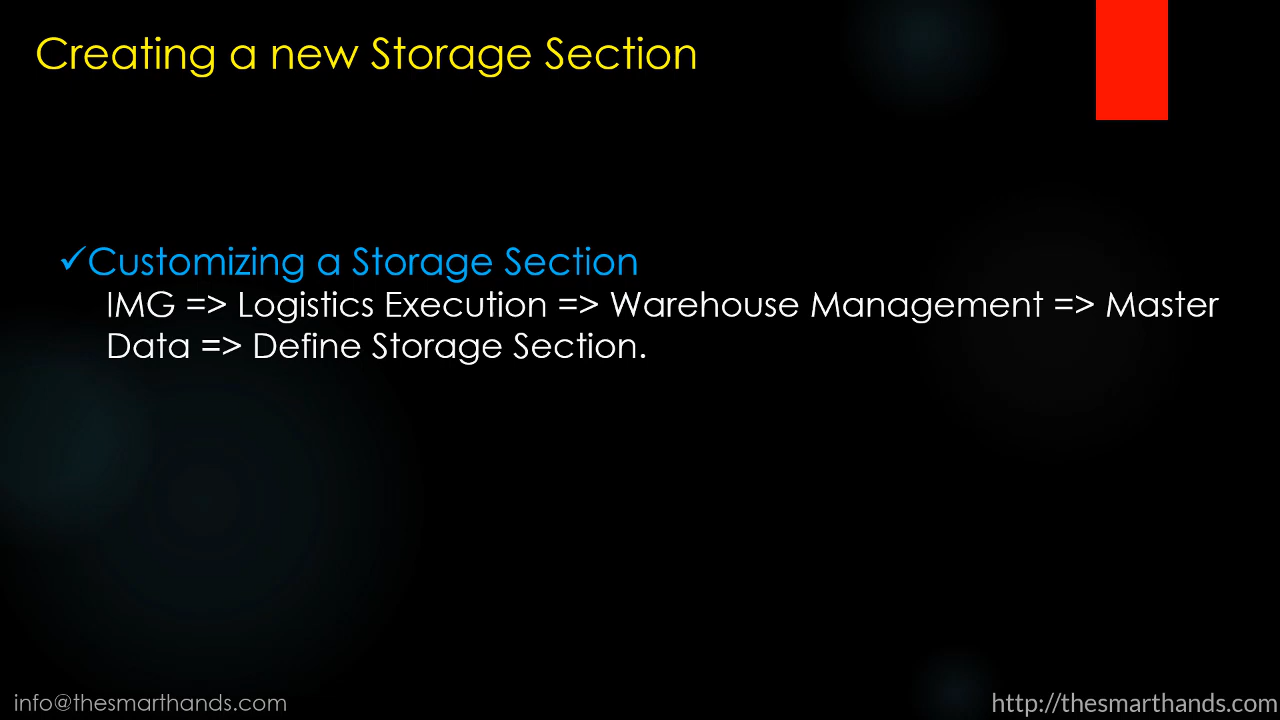 Creating a new Storage Section
✓Customizing a Storage Section
IMG => Logistics Execution => Warehouse Management => Master
Data => Define Storage Section.
info@thesmarthands.com
http://thesmarthands.com